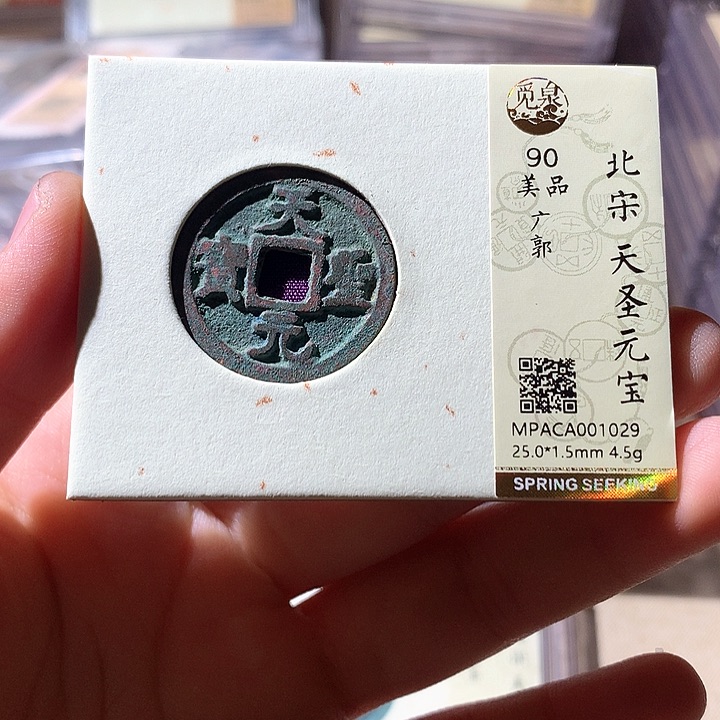 天
聖
元
寳
觅泉
90
美品
广郭
北宋 天圣元宝
MPACA001029
25.0*1.5mm 4.5g
SPRING SEEKING